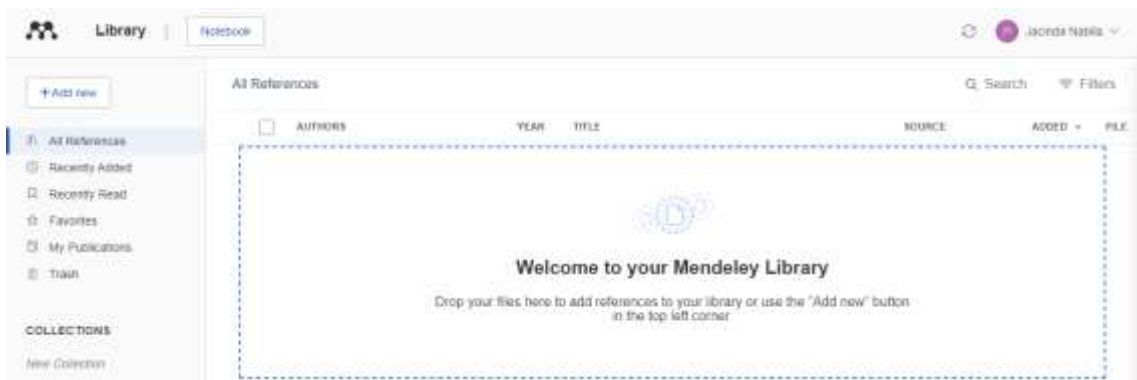 Library
Notebook
Jacinda Nabila
+Add new
All References
Search
Filters
AUTHORS YEAR TITLE SOURCE ADDED FILE
All References
Recently Added
Recently Read
Favorites
My Publications
Trash
Welcome to your Mendeley Library
Drop your files here to add references to your library or use the "Add new" button
in the top left corner
COLLECTIONS
New Collection